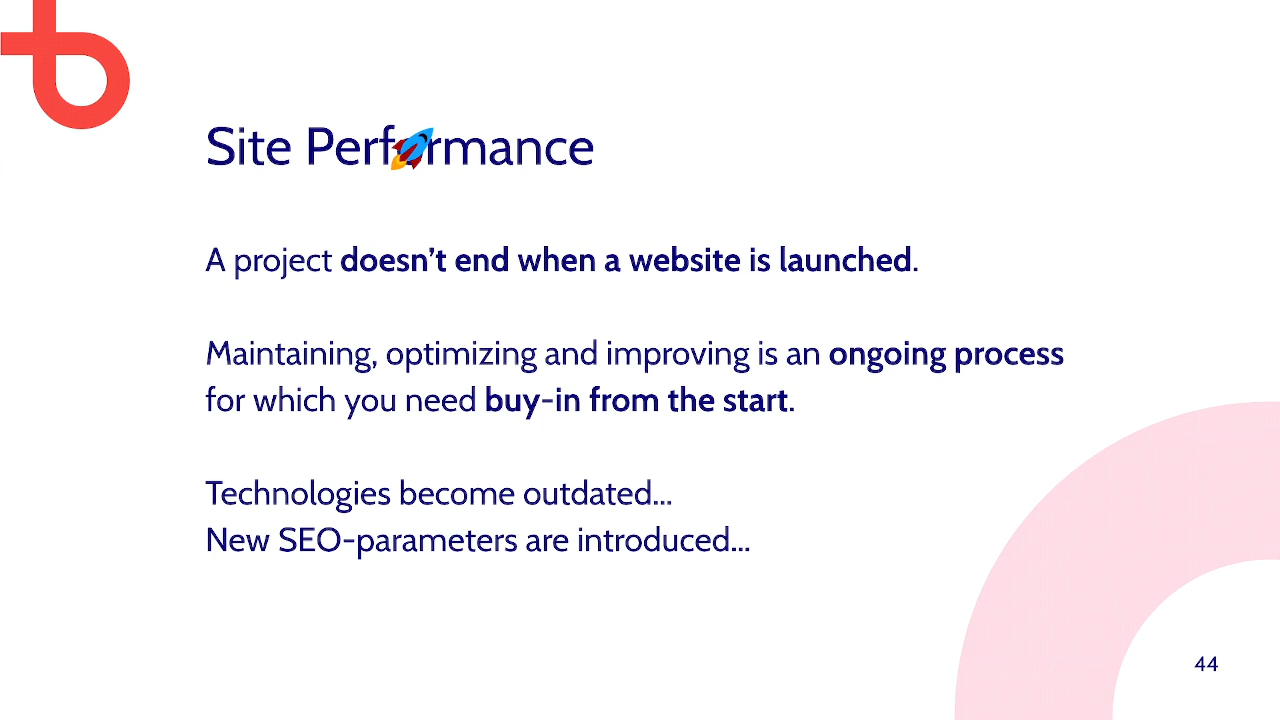 Site Performance
A project doesn't end when a website is launched.
Maintaining, optimizing and improving is an ongoing process
for which you need buy-in from the start.
Technologies become outdated...
New SEO-parameters are introduced...
44